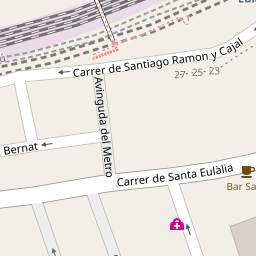 Carrer de Santiago Ramon y Cajal
27- 25- 23
Avinguda del Metro
Bernat
Carrer de Santa Eulàlia
Bar Sa